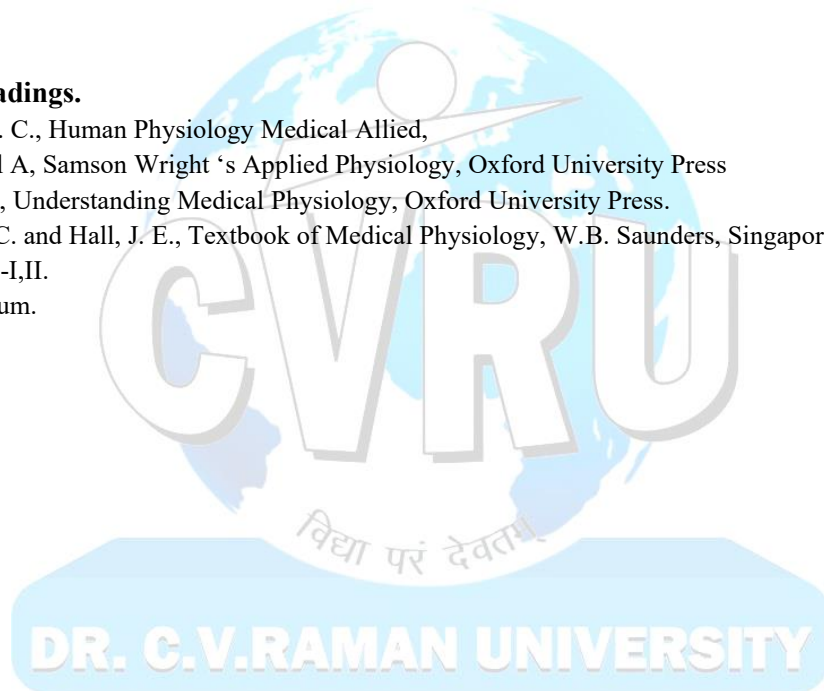 adings.
. C., Human Physiology Medical Allied,
l A, Samson Wright ‘s Applied Physiology, Oxford University Press
, Understanding Medical Physiology, Oxford University Press.
C. and Hall, J. E., Textbook of Medical Physiology, W.B. Saunders, Singapor
-I,II.
um.
CVRU
विद्या परं देवतम्
DR. C.V.RAMAN UNIVERSITY